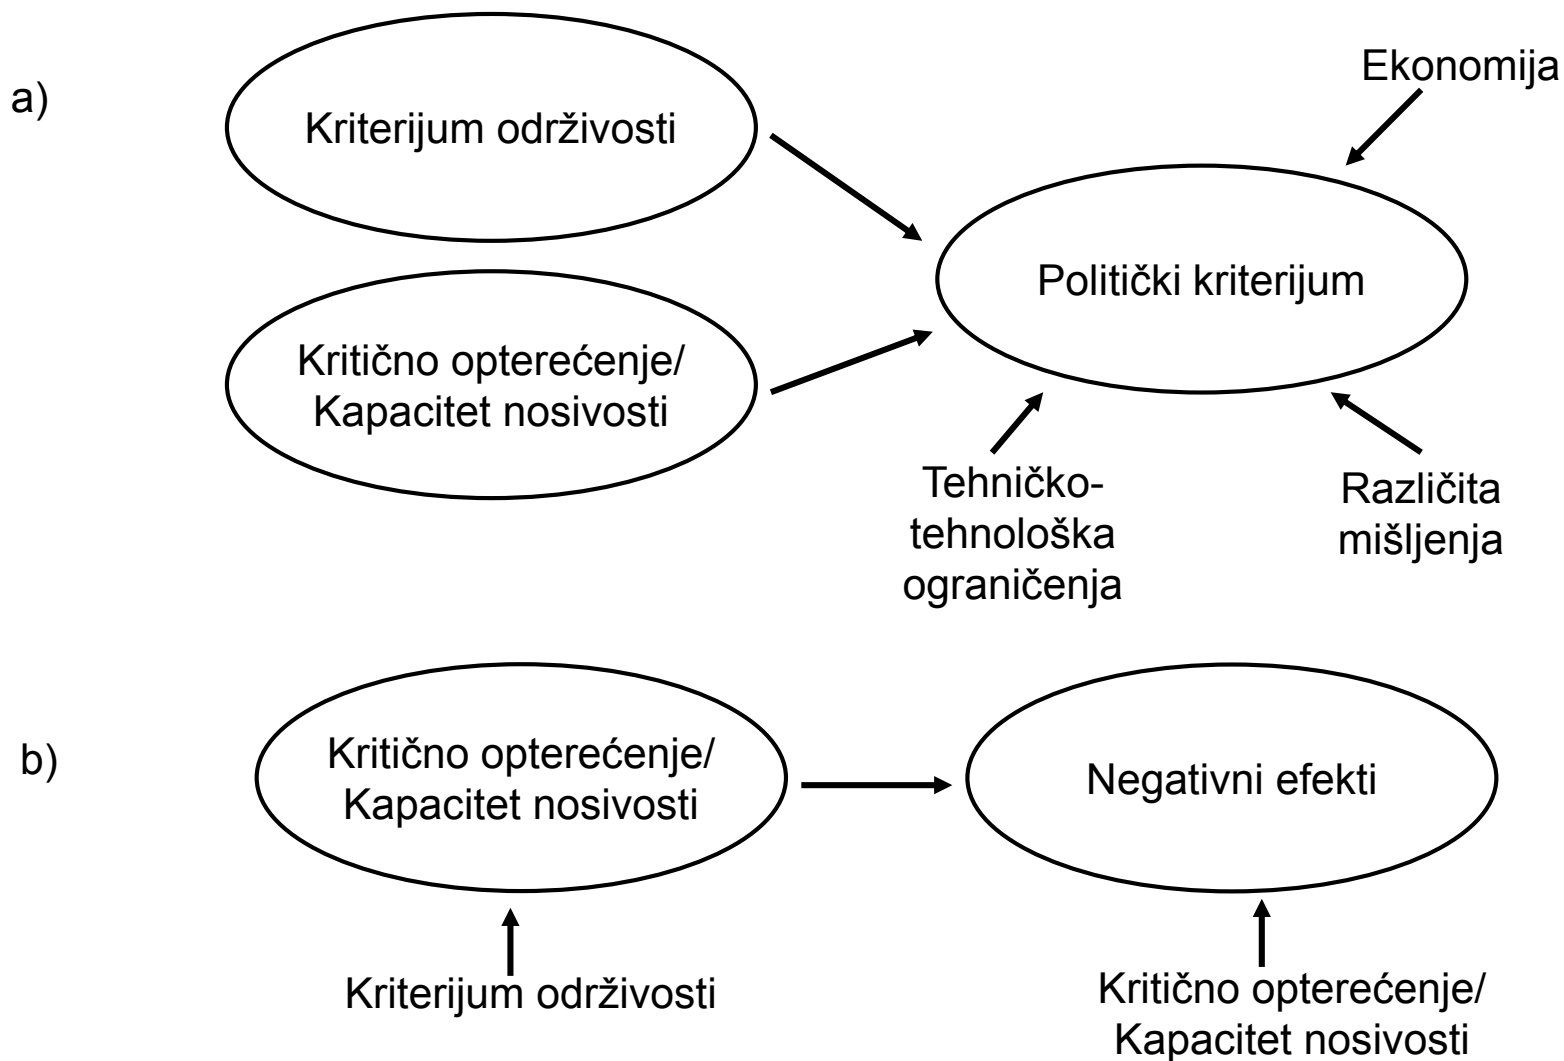 a)
Kriterijum održivosti
Ekonomija
Politički kriterijum
Kritično opterećenje/
Kapacitet nosivosti
Tehničko-
tehnološka
ograničenja
Različita
mišljenja
b)
Kritično opterećenje/
Kapacitet nosivosti
Negativni efekti
Kriterijum održivosti
Kritično opterećenje/
Kapacitet nosivosti